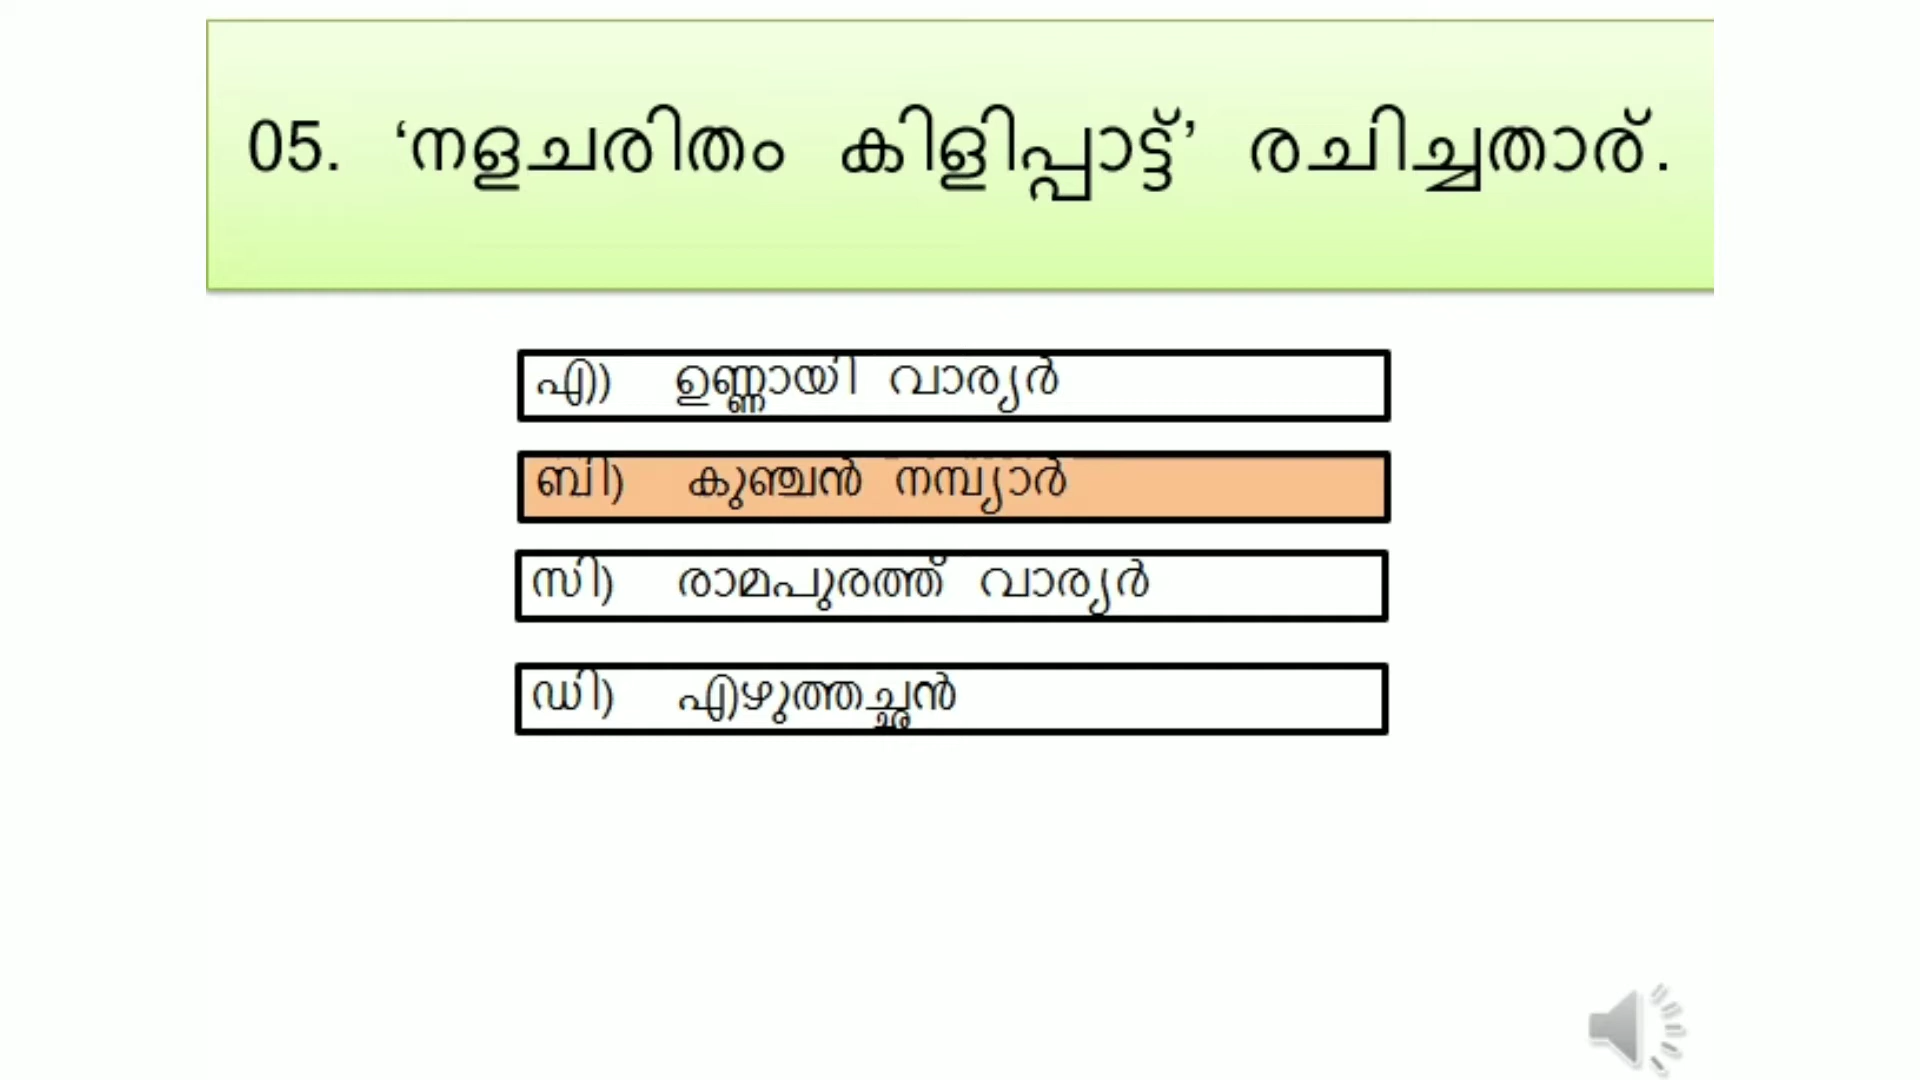 05. ‘നളചരിതം കിളിപ്പാട്ട്’ രചിച്ചതാര്.
എ)) ഉണ്ണായി വാര്യർ
ബി) കുഞ്ചൻ നമ്പ്യാർ
സി) രാമപുരത്ത് വാര്യർ
ഡി) എഴുത്തച്ഛൻ